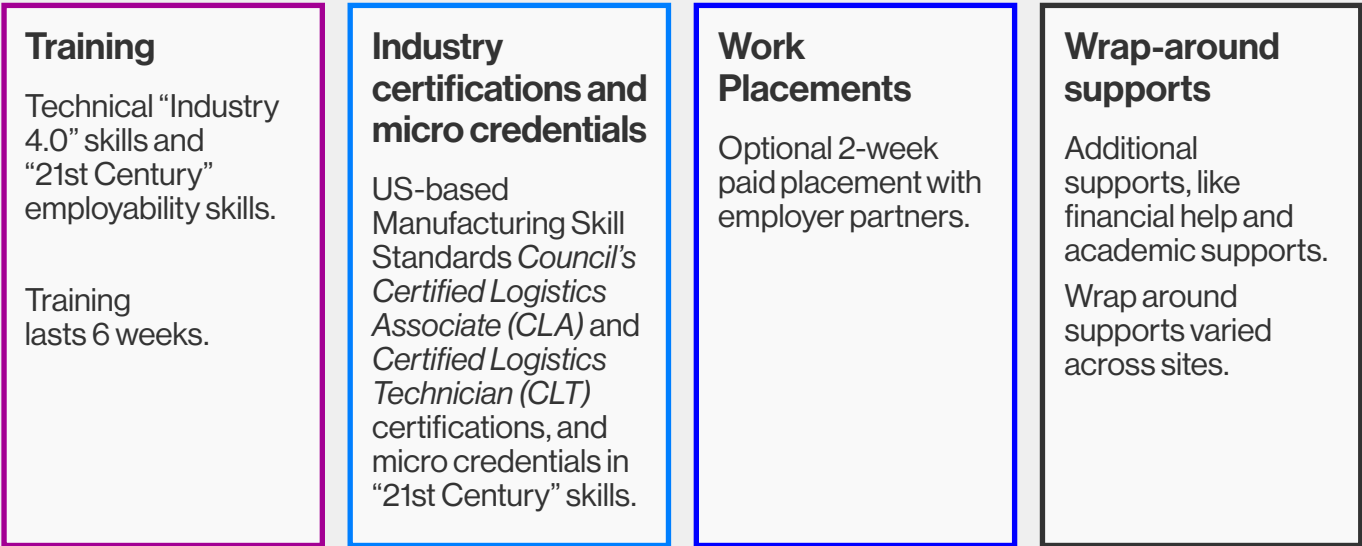 Training
Technical “Industry
4.0” skills and
“21st Century”
employability skills.
Training
lasts 6 weeks.
Industry
certifications and
micro credentials
US-based
Manufacturing Skill
Standards Council’s
Certified Logistics
Associate (CLA) and
Certified Logistics
Technician (CLT)
certifications, and
micro credentials in
“21st Century” skills.
Work
Placements
Optional 2-week
paid placement with
employer partners.
Wrap-around
supports
Additional
supports, like
financial help and
academic supports.
Wrap around
supports varied
across sites.